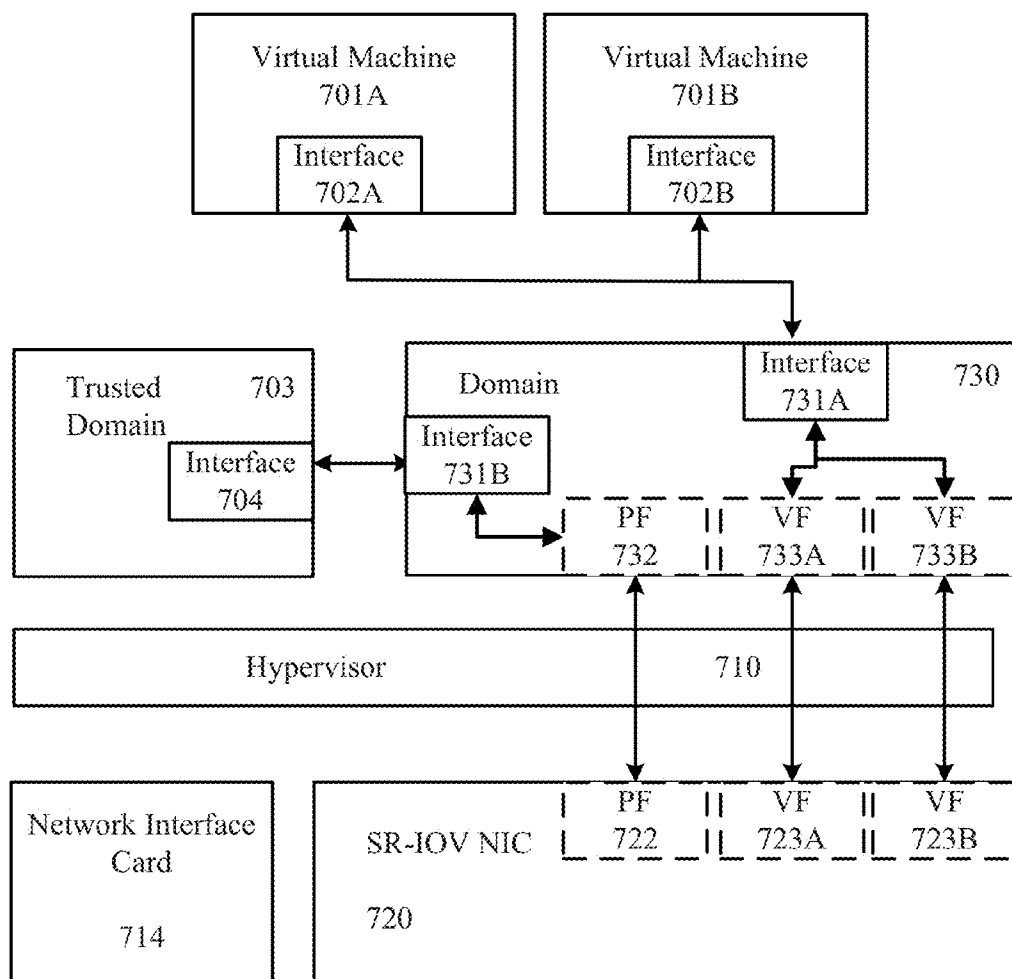 Virtual Machine
701A
Interface
702A
Virtual Machine
701B
Interface
702B
Trusted
Domain
703
Interface
704
Domain
730
Interface
731A
Interface
731B
PF
732
VF
733A
VF
733B
Hypervisor
710
Network Interface
Card
714
SR-IOV NIC
720
PF
722
VF
723A
VF
723B